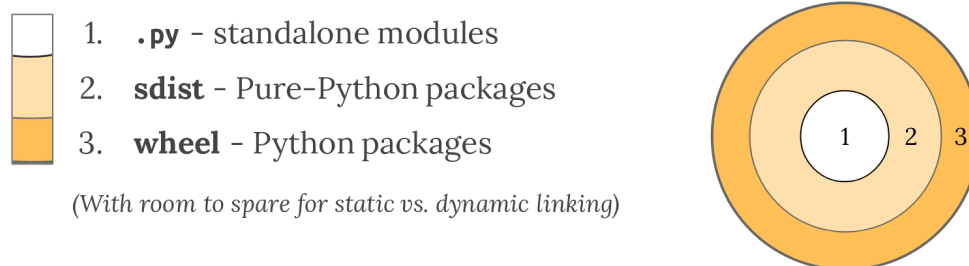 1. .py - standalone modules
2. sdist - Pure-Python packages
3. wheel - Python packages
(With room to spare for static vs. dynamic linking)
1 2 3